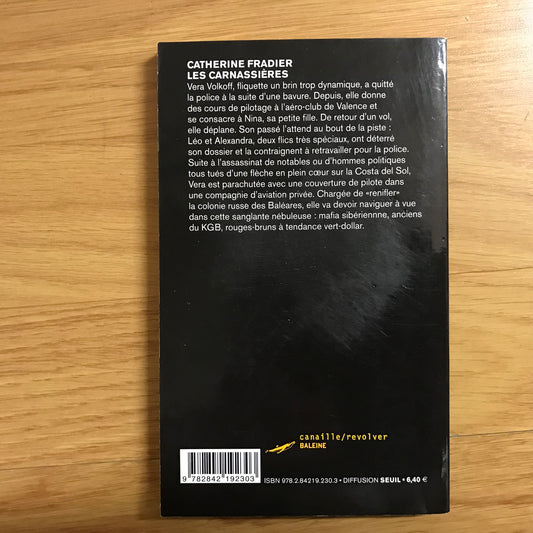 CATHERINE FRADIER
LES CARNASSIÈRES
Vera Volkoff, fliquette un brin trop dynamique, a quitté
la police à la suite d'une bavure. Depuis, elle donne
des cours de pilotage à l'aéro-club de Valence et
se consacre à Nina, sa petite fille. De retour d'un vol,
elle déplane. Son passé l'attend au bout de la piste :
Léo et Alexandra, deux flics très spéciaux, ont déterré
son dossier et la contraignent à retravailler pour la police.
Suite à l'assassinat de notables ou d'hommes politiques
tous tués d'une flèche en plein cœur sur la Costa del Sol,
Vera est parachutée avec une couverture de pilote dans
une compagnie d'aviation privée. Chargée de «renifler»
la colonie russe des Baléares, elle va devoir naviguer à vue
dans cette sanglante nébuleuse : mafia sibérienne, anciens
du KGB, rouges-bruns à tendance vert-dollar.
canaille/revolver
BALEINE
9 782842 192303
ISBN 978.2.84219.230.3 • DIFFUSION SEUIL • 6,40 €